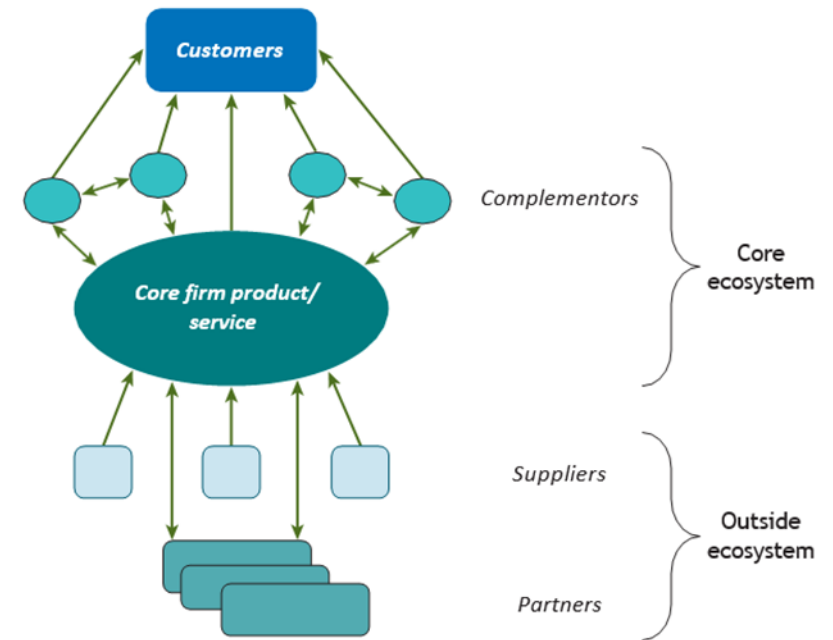 Customers
Complementors
Core
ecosystem
Core firm product/
service
Suppliers
Outside
ecosystem
Partners